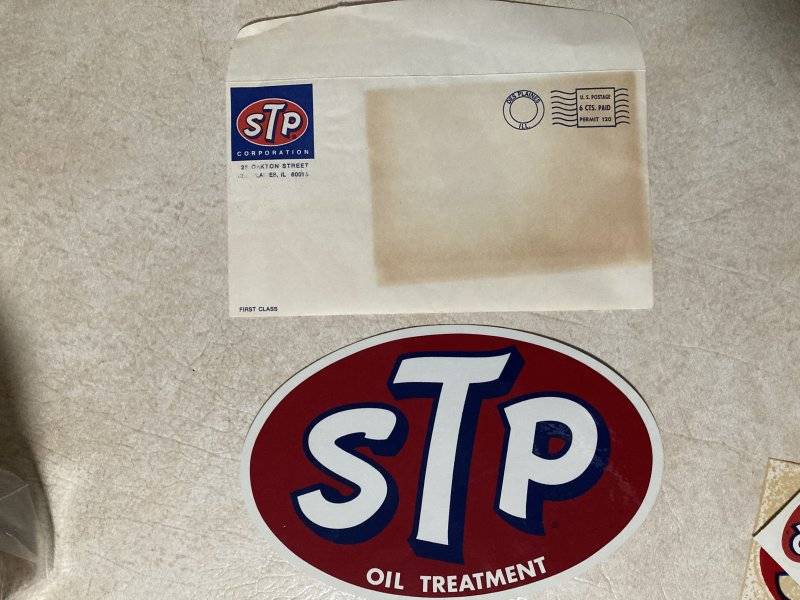 STP
CORPORATION
OAKTON STREET
IL 6001
DES PLAINES
ILL.
U.S. POSTAGE
6 CTS. PAID
PERMIT 120
FIRST CLASS
STP
OIL TREATMENT